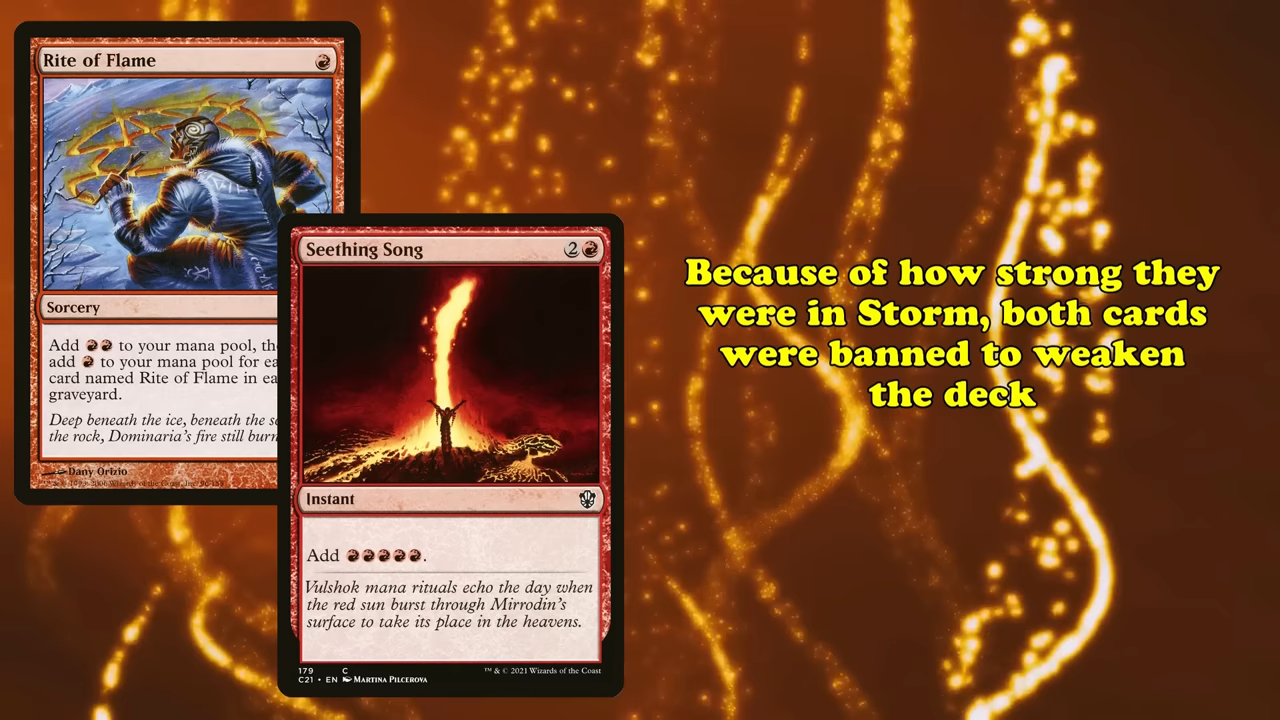 Rite of Flame
Sorcery
Add to your mana pool, the
add to your mana pool for ea
card named Rite of Flame in ea
graveyard.
Deep beneath the ice, beneath the s
the rock, Dominaria's fire still burn
Dany Orizio
Seething Song 2
Instant
Add .
Vulshok mana rituals echo the day when
the red sun burst through Mirrodin's
surface to take its place in the heavens.
179 C
C21 • EN Martina Pilcerova
™ & © 2021 Wizards of the Coast
Because of how strong they
were in Storm, both cards
were banned to weaken
the deck